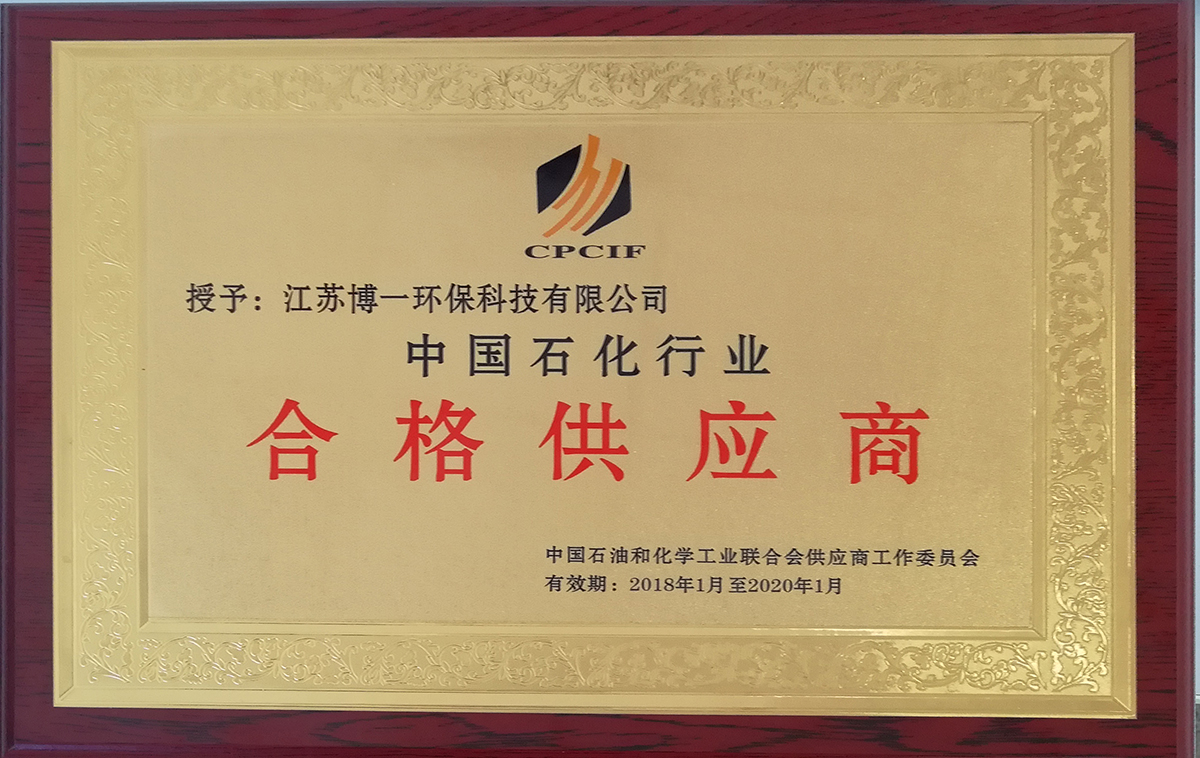 CPCIF
授予：江苏博一环保科技有限公司
中国石化行业
合格供应商
中国石油和化学工业联合会供应商工作委员会
有效期：2018年1月至2020年1月